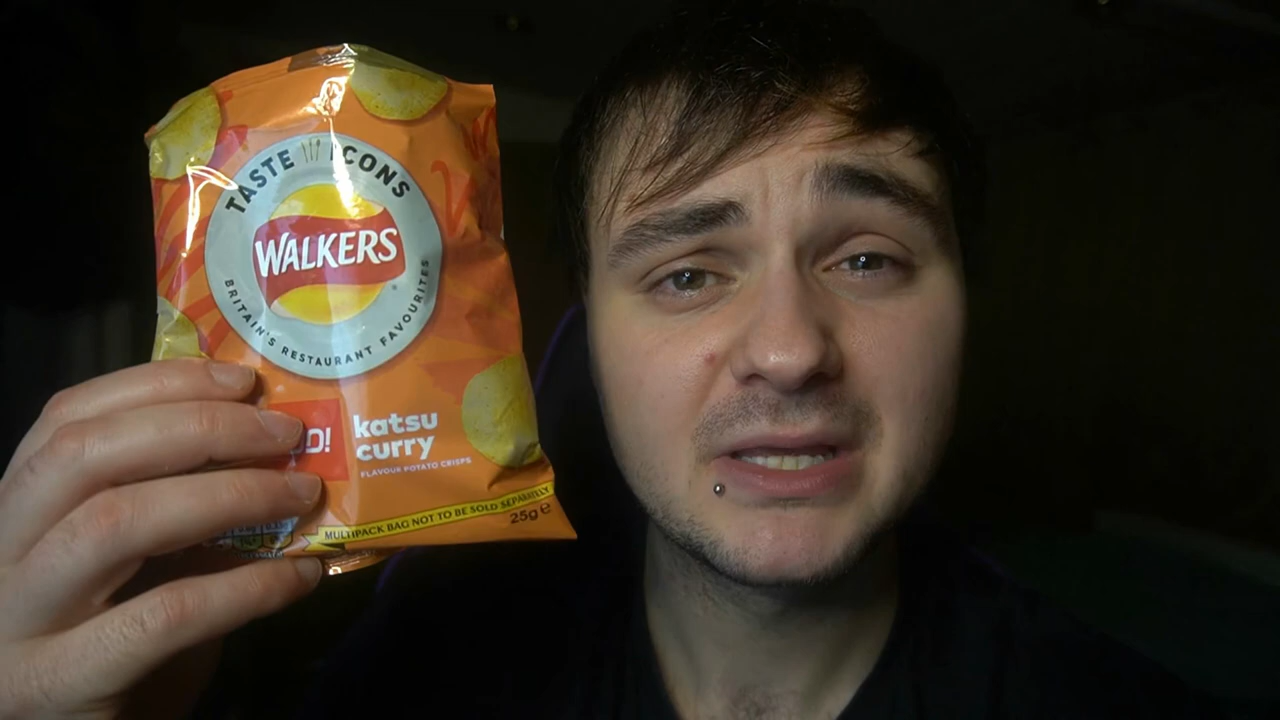 TASTE ICONS
WALKERS
BRITAIN'S RESTAURANT FAVOURITES
katsu
curry
FLAVOUR POTATO CRISPS
MULTIPACK BAG NOT TO BE SOLD SEPARATELY
25g e